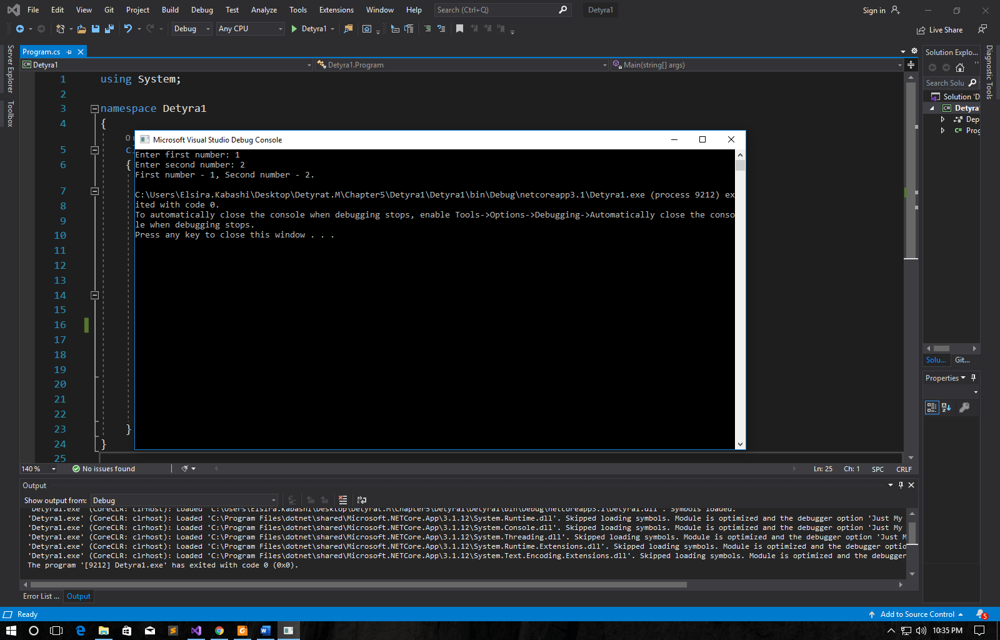 File Edit View Git Project Build Debug Test Analyze Tools Extensions Window Help Search (Ctrl+Q) Detyra1 Sign in
Debug Any CPU Detyra1 Live Share
Server Explorer
Toolbox
Program.cs
Detyra1 Detyra1.Program Main(string[] args)
1 using System;
2
3 namespace Detyra1
4 {
0
5
6 {
7
8
9
10
11
12
13
14
15
16
17
18
19
20
21
22
23 }
24 }
25
Microsoft Visual Studio Debug Console
Enter first number: 1
Enter second number: 2
First number - 1, Second number - 2.
C:\Users\Elsira.Kabashi\Desktop\Detyrat.M\Chapter5\Detyra1\Detyra1\bin\Debug\netcoreapp3.1\Detyra1.exe (process 9212) ex
ited with code 0.
To automatically close the console when debugging stops, enable Tools->Options->Debugging->Automatically close the conso
le when debugging stops.
Press any key to close this window . . .
140 % No issues found Ln: 25 Ch: 1 SPC CRLF
Output
Show output from: Debug
'Detyra1.exe' (CoreCLR: clrhost): Loaded 'C:\Users\Elsira.Kabashi\Desktop\Detyrat.M\Chapter5\Detyra1\Detyra1\bin\Debug\netcoreapp3.1\Detyra1.dll'. Symbols loaded.
'Detyra1.exe' (CoreCLR: clrhost): Loaded 'C:\Program Files\dotnet\shared\Microsoft.NETCore.App\3.1.12\System.Runtime.dll'. Skipped loading symbols. Module is optimized and the debugger option 'Just My
'Detyra1.exe' (CoreCLR: clrhost): Loaded 'C:\Program Files\dotnet\shared\Microsoft.NETCore.App\3.1.12\System.Console.dll'. Skipped loading symbols. Module is optimized and the debugger option 'Just My
'Detyra1.exe' (CoreCLR: clrhost): Loaded 'C:\Program Files\dotnet\shared\Microsoft.NETCore.App\3.1.12\System.Threading.dll'. Skipped loading symbols. Module is optimized and the debugger option 'Just M
'Detyra1.exe' (CoreCLR: clrhost): Loaded 'C:\Program Files\dotnet\shared\Microsoft.NETCore.App\3.1.12\System.Runtime.Extensions.dll'. Skipped loading symbols. Module is optimized and the debugger optio
'Detyra1.exe' (CoreCLR: clrhost): Loaded 'C:\Program Files\dotnet\shared\Microsoft.NETCore.App\3.1.12\System.Text.Encoding.Extensions.dll'. Skipped loading symbols. Module is optimized and the debugger
The program '[9212] Detyra1.exe' has exited with code 0 (0x0).
Error List ... Output
Solution Explo...
Search Solu
Solution 'D
Detyra
Dep
Prog
Solu... Git...
Properties
Diagnostic Tools
Ready Add to Source Control 5
10:35 PM